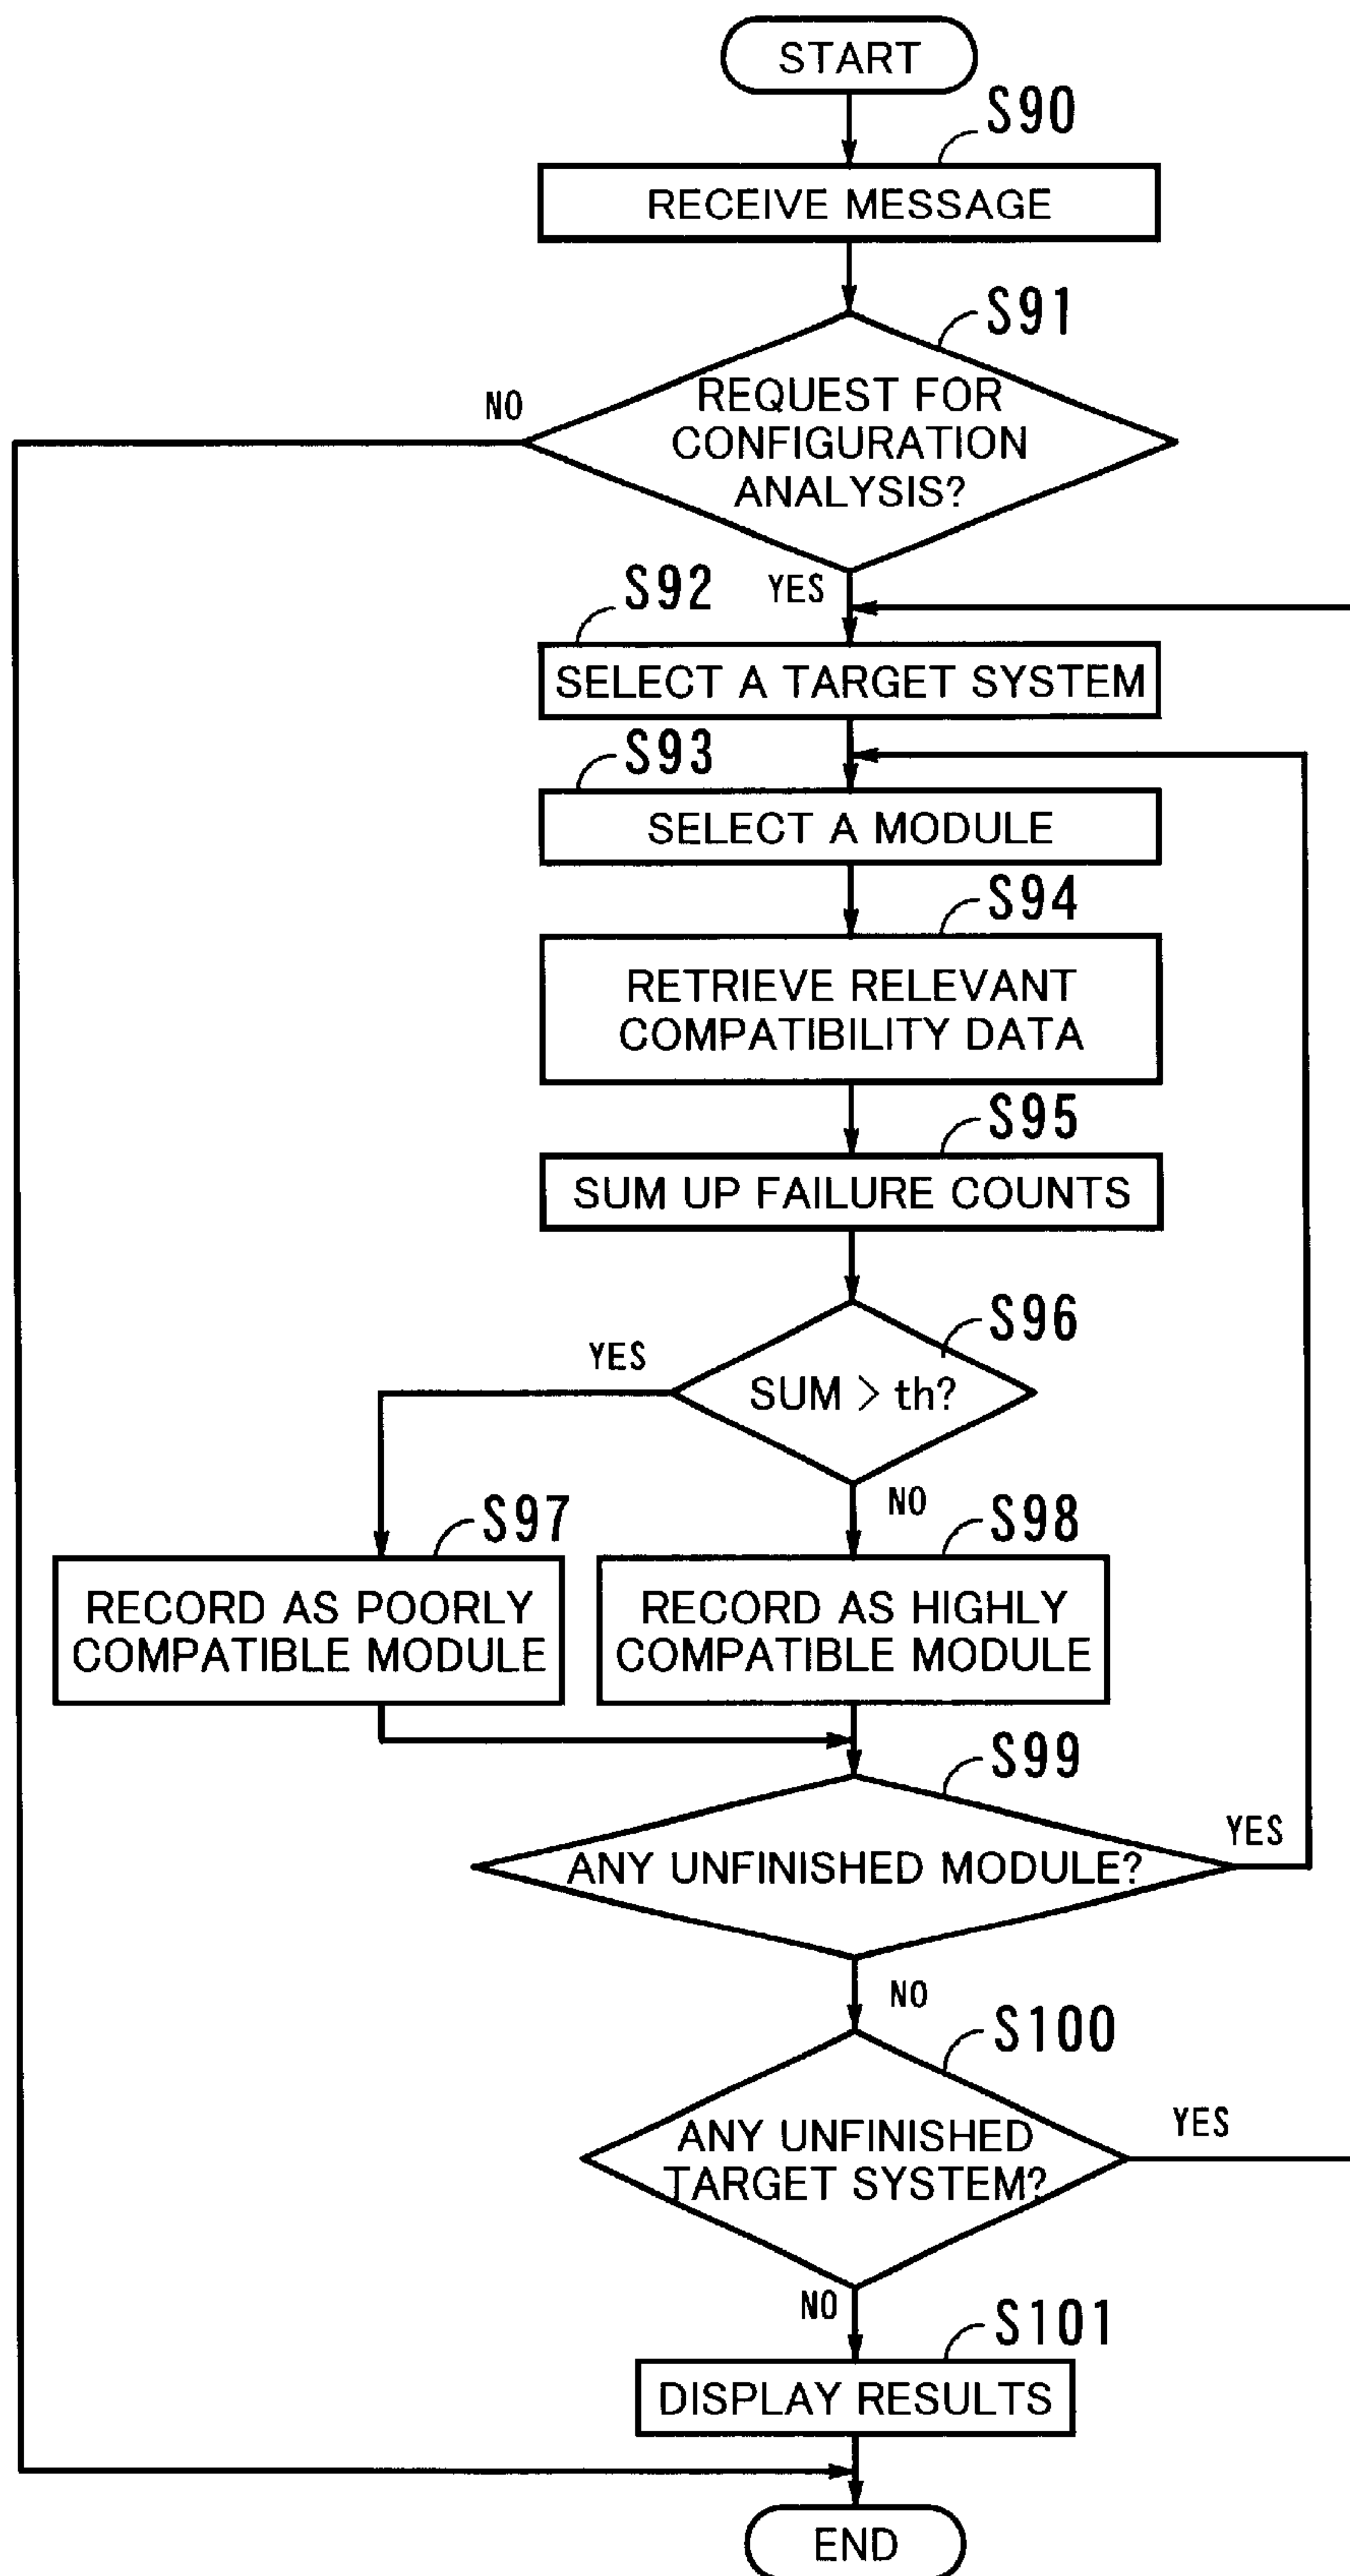 START
S90
RECEIVE MESSAGE
S91
NO
REQUEST FOR
CONFIGURATION
ANALYSIS?
YES
S92
SELECT A TARGET SYSTEM
S93
SELECT A MODULE
S94
RETRIEVE RELEVANT
COMPATIBILITY DATA
S95
SUM UP FAILURE COUNTS
S96
YES
SUM > th?
NO
S97
RECORD AS POORLY
COMPATIBLE MODULE
S98
RECORD AS HIGHLY
COMPATIBLE MODULE
S99
ANY UNFINISHED MODULE?
YES
NO
S100
ANY UNFINISHED
TARGET SYSTEM?
YES
NO
S101
DISPLAY RESULTS
END